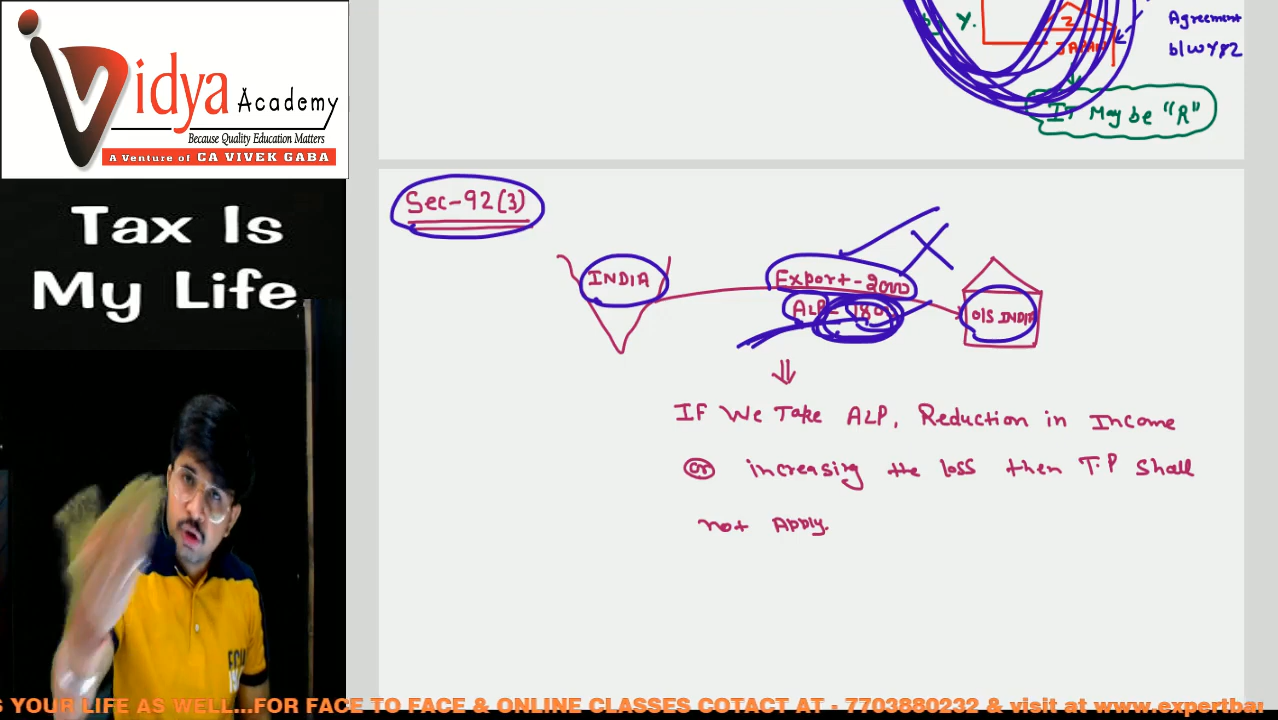 Vidya Academy
Because Quality Education Matters
A Venture of CA VIVEK GABA
Tax Is
My Life
Y.
2
JAPAN
Agreement
b/w Y & 2
IT May be "R"
Sec-92(3)
INDIA
Export-2000
ALP-
O/S INDIA
IF We Take ALP, Reduction in Income
or increasing the loss then T.P Shall
not Apply.
S YOUR LIFE AS WELL...FOR FACE TO FACE & ONLINE CLASSES COTACT AT - 7703880232 & visit at www.expertba